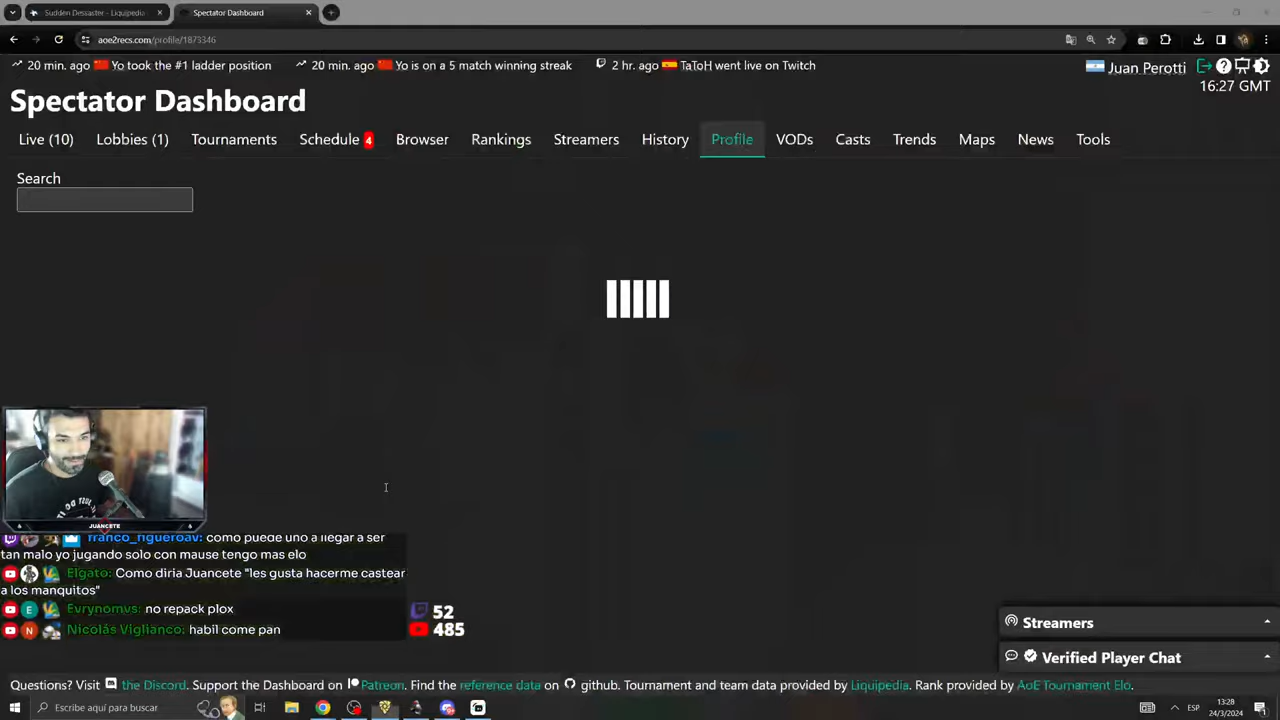 Sudden Dessaster - Liquipedia
Spectator Dashboard
aoe2recs.com/profile/1873346
20 min. ago Yo took the #1 ladder position 20 min. ago Yo is on a 5 match winning streak 2 hr. ago TaToH went live on Twitch Juan Perotti
16:27 GMT
Spectator Dashboard
Live (10) Lobbies (1) Tournaments Schedule 4 Browser Rankings Streamers History Profile VODs Casts Trends Maps News Tools
Search
JUANCETE
franco_figueroav: como puede uno a llegar a ser
tan malo yo jugando solo con mause tengo mas elo
Elgato: Como diria Juancete "les gusta hacerme castear
a los manquitos"
Evrynomvs: no repack plox
Nicolás Viglianco: habil come pan
52
485
Streamers
Verified Player Chat
Questions? Visit the Discord. Support the Dashboard on Patreon. Find the reference data on github. Tournament and team data provided by Liquipedia. Rank provided by AoE Tournament Elo.
Escribe aquí para buscar
ESP
13:28
24/3/2024